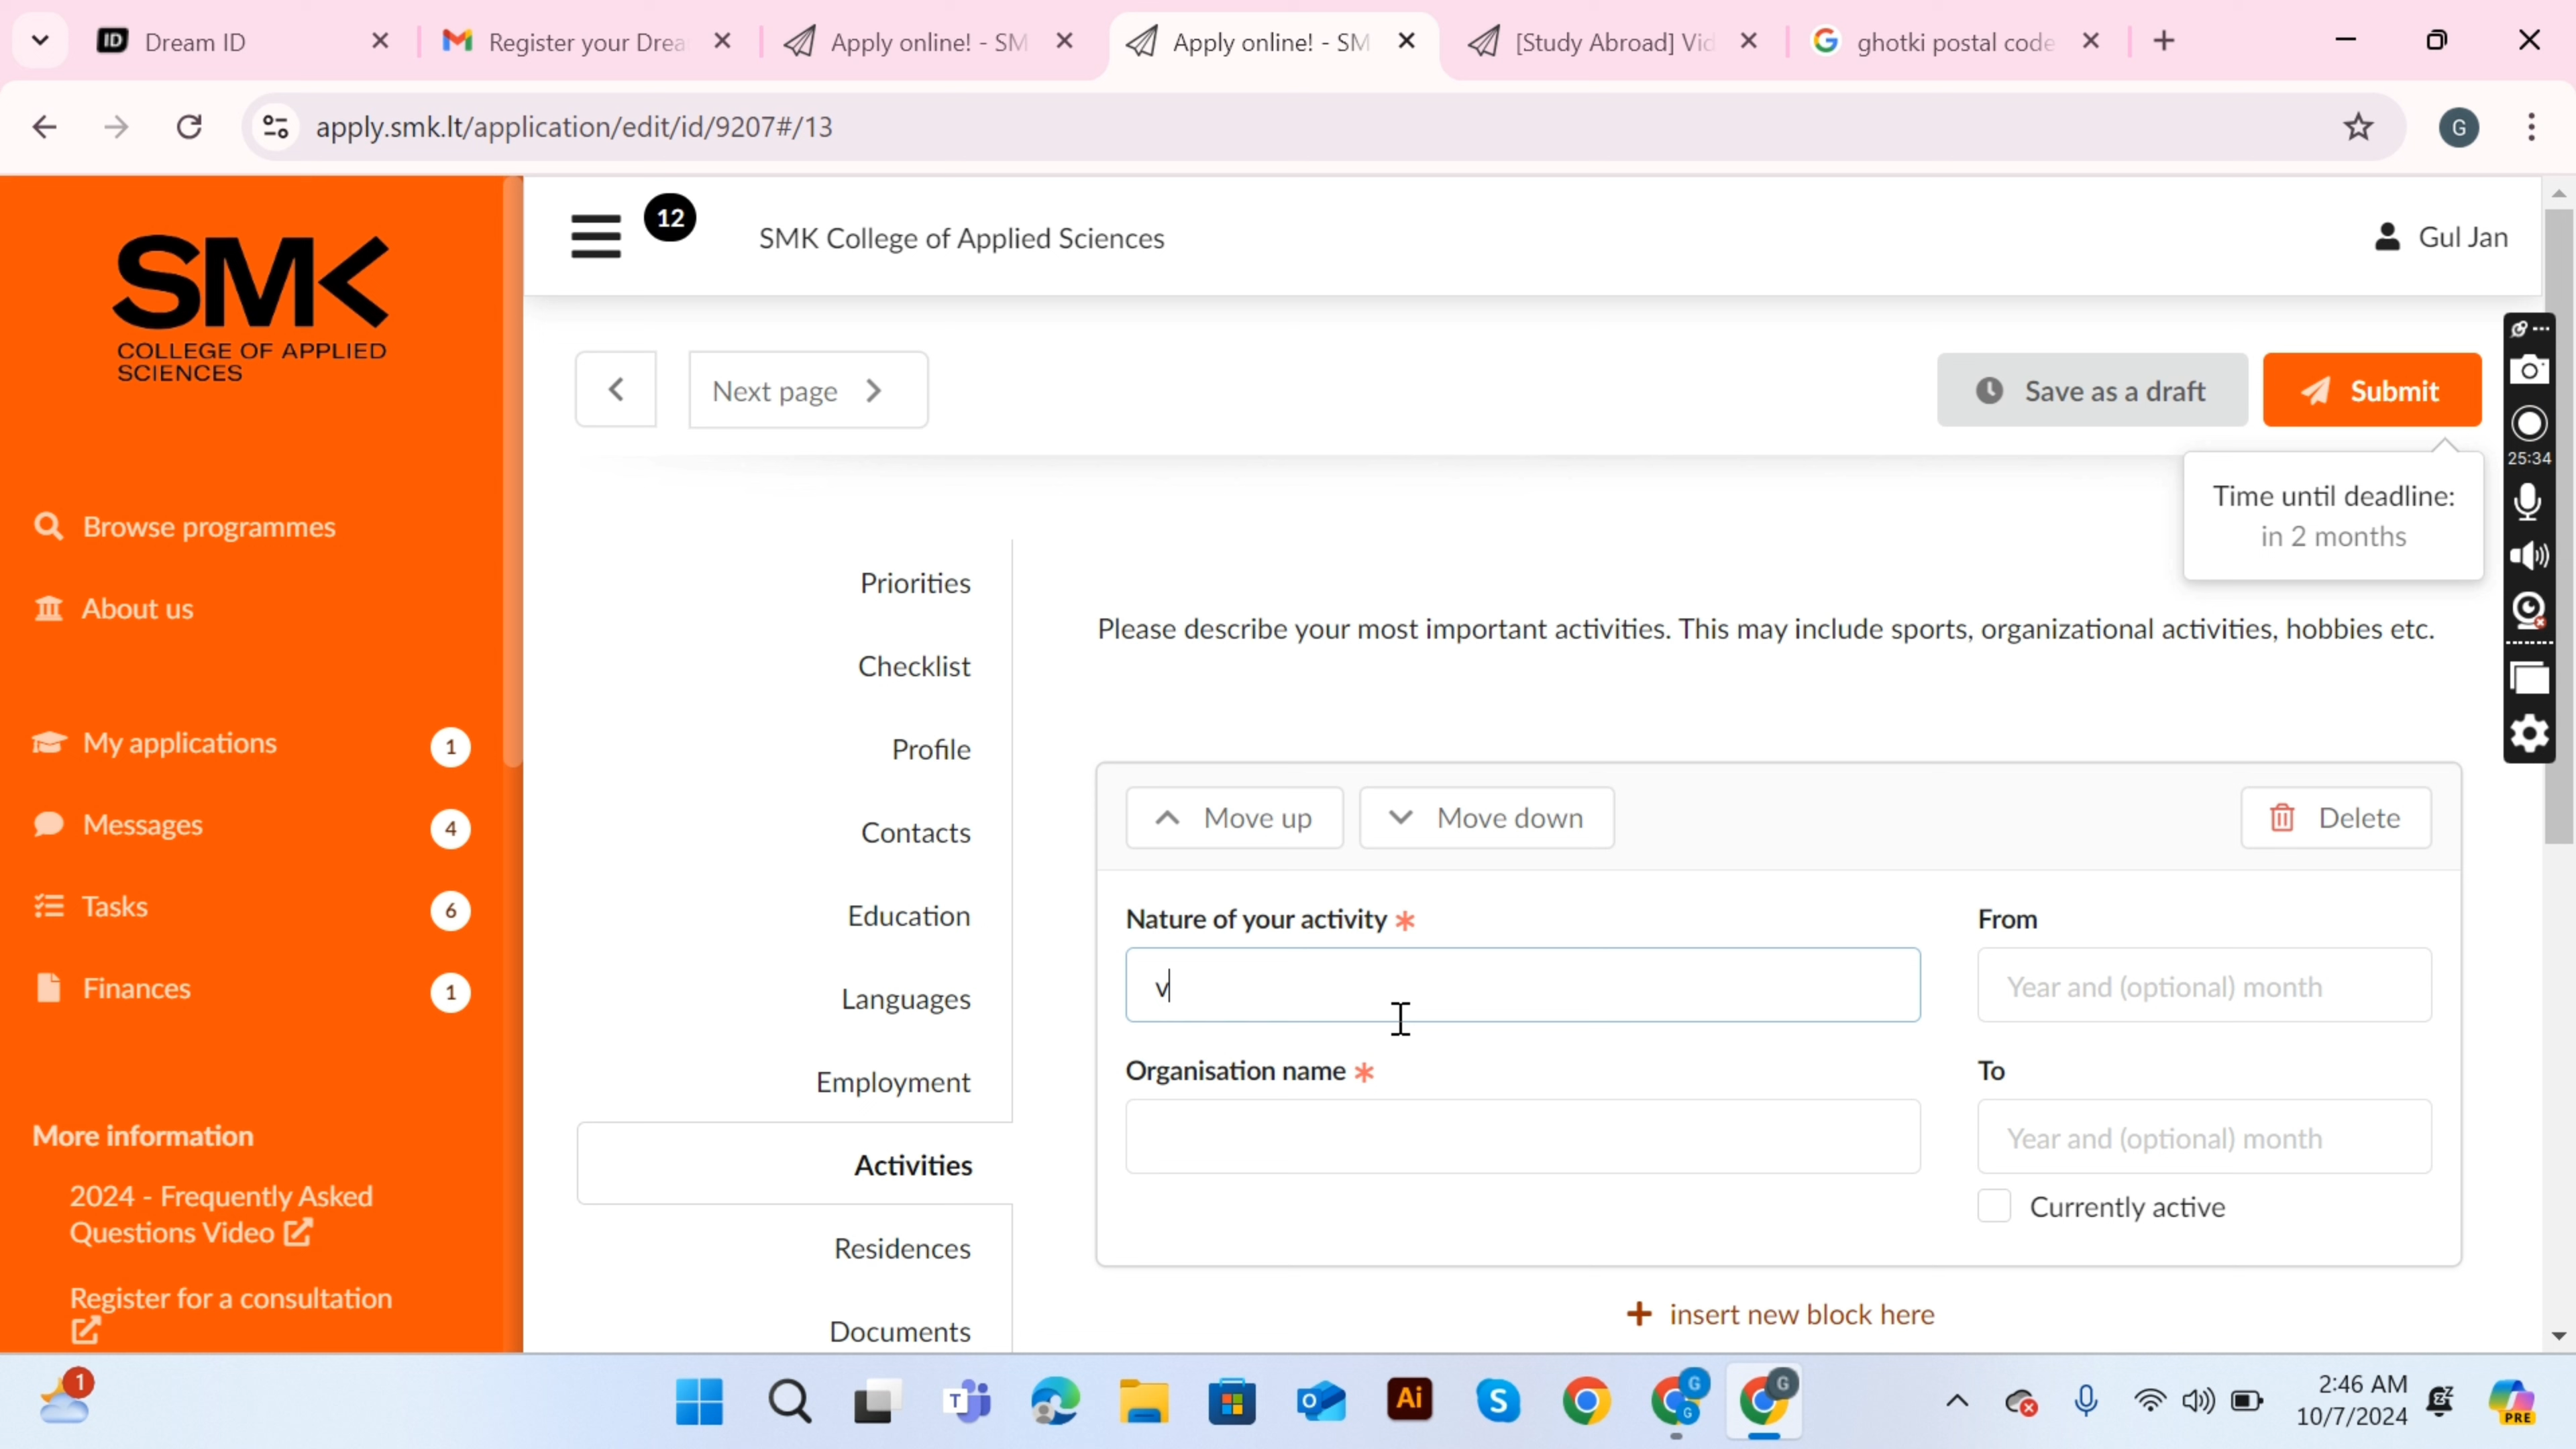 Dream ID
Register your Drea
Apply online! - SM
Apply online! - SM
[Study Abroad] Vid
ghotki postal code
apply.smk.lt/application/edit/id/9207#/13
G
SMK
COLLEGE OF APPLIED
SCIENCES
12
SMK College of Applied Sciences
Gul Jan
Next page
Save as a draft
Submit
25:34
Time until deadline:
in 2 months
Browse programmes
About us
My applications 1
Messages 4
Tasks 6
Finances 1
More information
2024 - Frequently Asked
Questions Video
Register for a consultation
Priorities
Checklist
Profile
Contacts
Education
Languages
Employment
Activities
Residences
Documents
Please describe your most important activities. This may include sports, organizational activities, hobbies etc.
Move up
Move down
Delete
Nature of your activity *
From
v
Year and (optional) month
Organisation name *
To
Year and (optional) month
Currently active
+ insert new block here
1
T
Ai
S
G
G
G
2:46 AM
10/7/2024
PRE